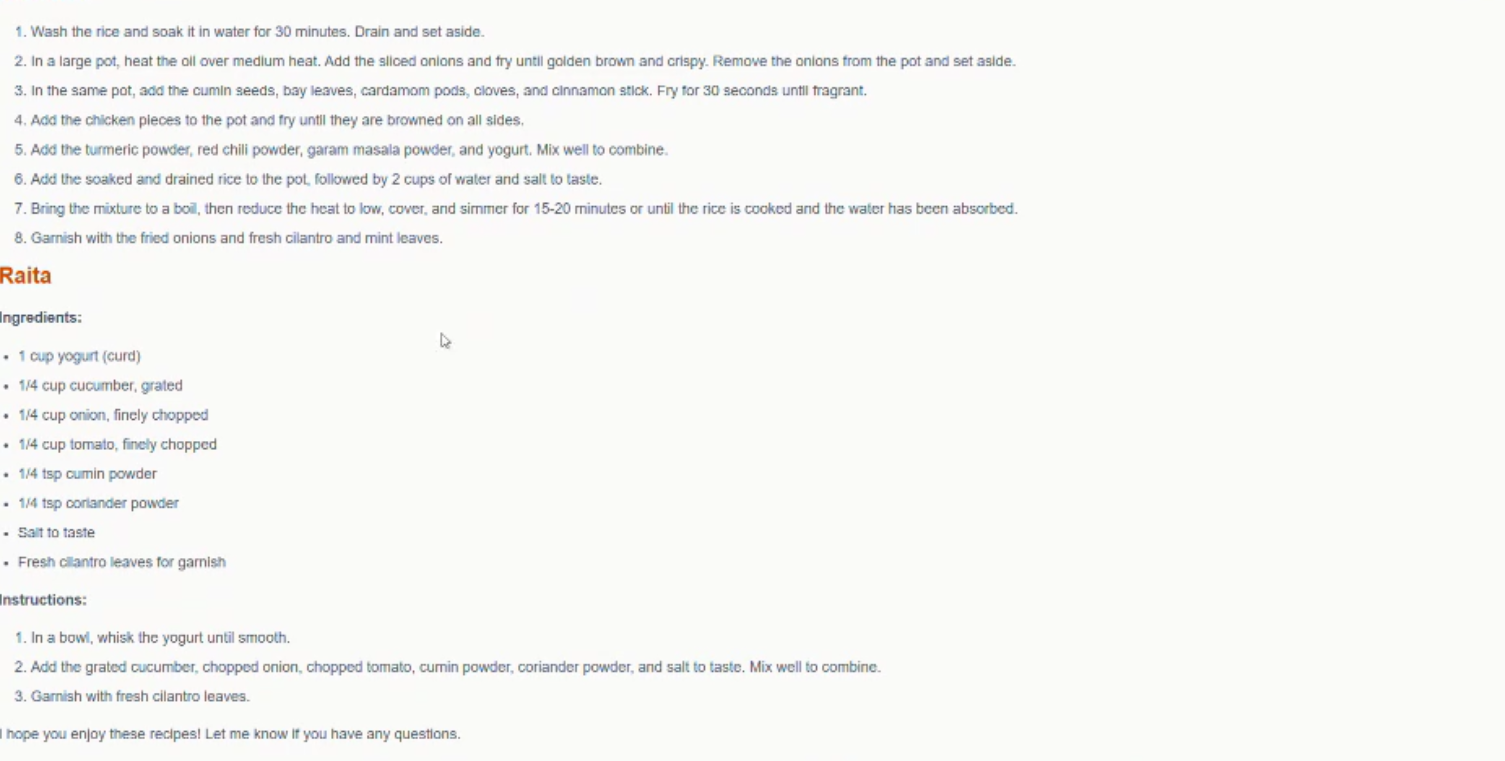 1. Wash the rice and soak it in water for 30 minutes. Drain and set aside.
2. In a large pot, heat the oil over medium heat. Add the sliced onions and fry until golden brown and crispy. Remove the onions from the pot and set aside.
3. In the same pot, add the cumin seeds, bay leaves, cardamom pods, cloves, and cinnamon stick. Fry for 30 seconds until fragrant.
4. Add the chicken pieces to the pot and fry until they are browned on all sides.
5. Add the turmeric powder, red chili powder, garam masala powder, and yogurt. Mix well to combine.
6. Add the soaked and drained rice to the pot, followed by 2 cups of water and salt to taste.
7. Bring the mixture to a boil, then reduce the heat to low, cover, and simmer for 15-20 minutes or until the rice is cooked and the water has been absorbed.
8. Garnish with the fried onions and fresh cilantro and mint leaves.
Raita
Ingredients:
• 1 cup yogurt (curd)
• 1/4 cup cucumber, grated
• 1/4 cup onion, finely chopped
• 1/4 cup tomato, finely chopped
• 1/4 tsp cumin powder
• 1/4 tsp coriander powder
• Salt to taste
• Fresh cilantro leaves for garnish
Instructions:
1. In a bowl, whisk the yogurt until smooth.
2. Add the grated cucumber, chopped onion, chopped tomato, cumin powder, coriander powder, and salt to taste. Mix well to combine.
3. Garnish with fresh cilantro leaves.
I hope you enjoy these recipes! Let me know if you have any questions.